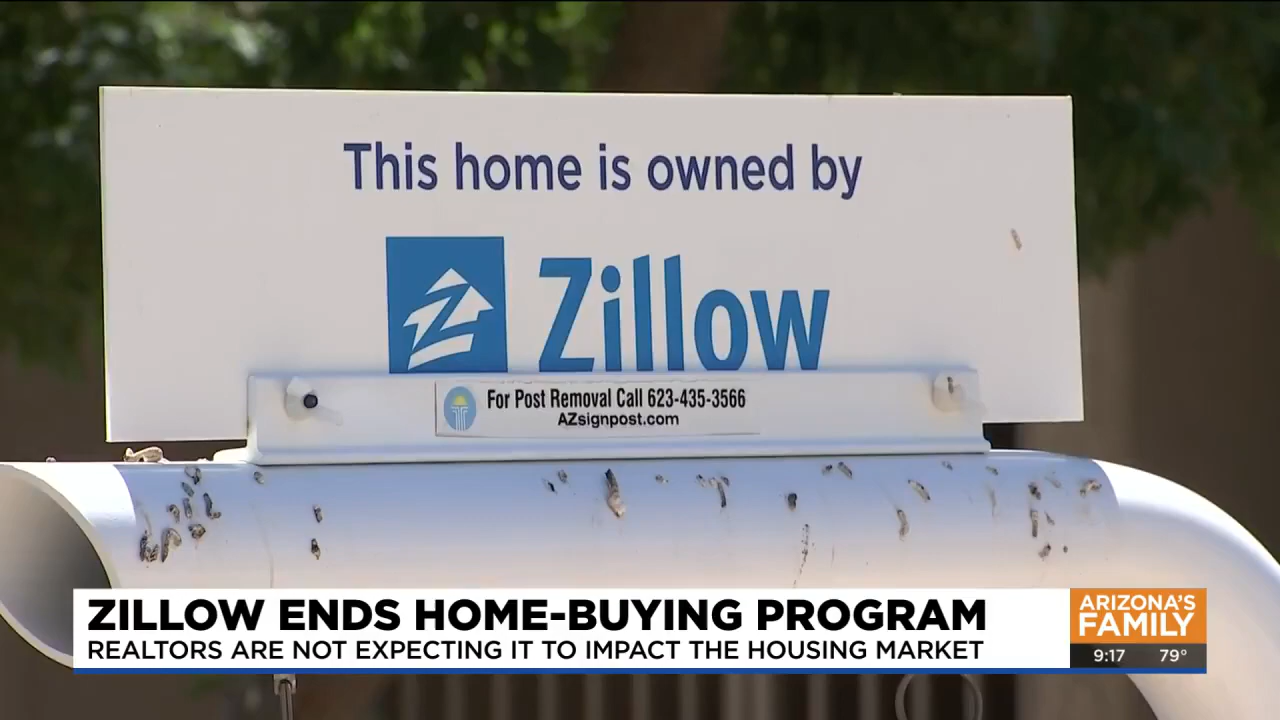 This home is owned by
Zillow
For Post Removal Call 623-435-3566
AZsignpost.com
ZILLOW ENDS HOME-BUYING PROGRAM
REALTORS ARE NOT EXPECTING IT TO IMPACT THE HOUSING MARKET
ARIZONA'S
FAMILY
9:17 79°